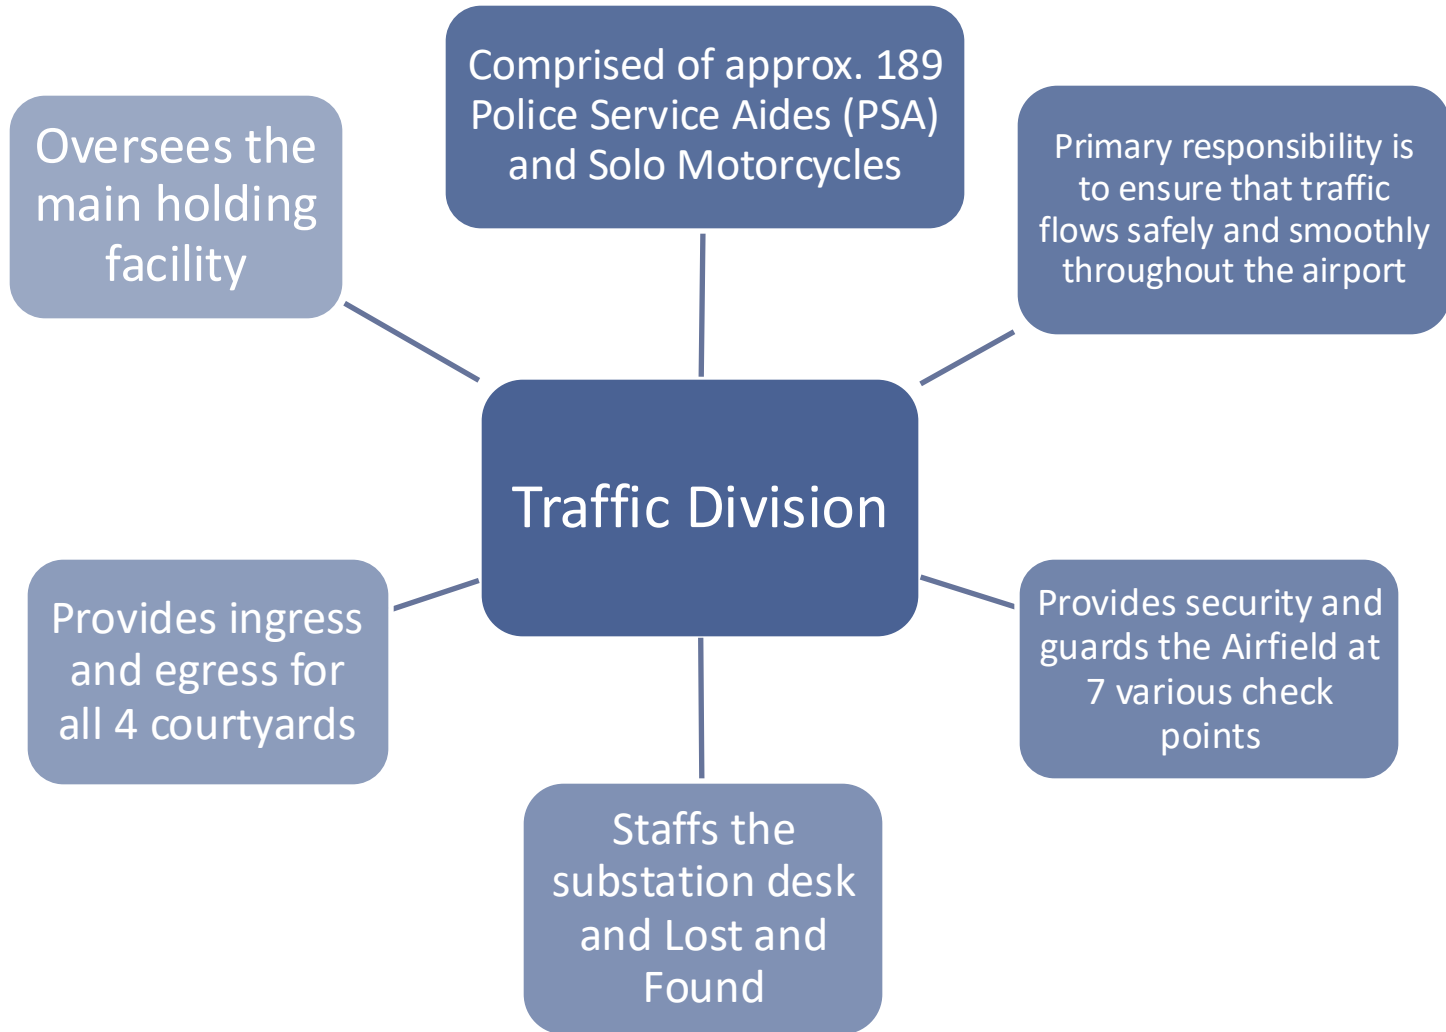 Comprised of approx. 189
Police Service Aides (PSA)
and Solo Motorcycles
Primary responsibility is
to ensure that traffic
flows safely and smoothly
throughout the airport
Provides security and
guards the Airfield at
7 various check
points
Staffs the
substation desk
and Lost and
Found
Provides ingress
and egress for
all 4 courtyards
Oversees the
main holding
facility
Traffic Division